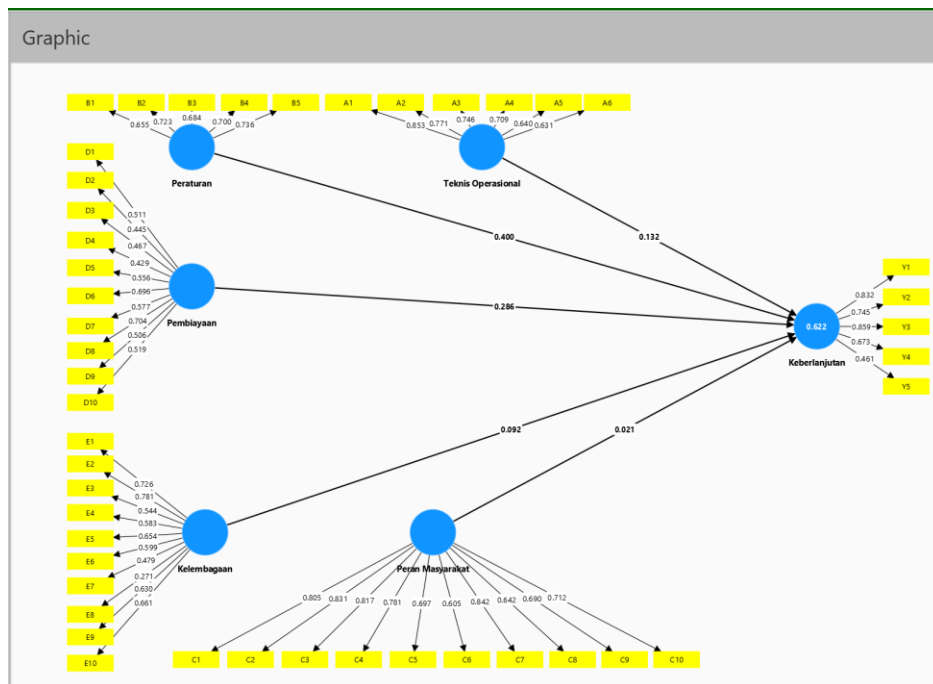 Graphic
B1 B2 B3 B4 B5 A1 A2 A3 A4 A5 A6
0.655 0.723 0.684 0.700 0.736 0.853 0.771 0.746 0.709 0.640 0.631
Peraturan
Teknis Operasional
D1
D2
D3
D4
D5
D6
D7
D8
D9
D10
0.511
0.445
0.467
0.429
0.556
0.696
0.577
0.704
0.506
0.519
Pembiayaan
0.400
0.132
0.286
0.092
0.021
0.622
Keberlanjutan
0.832
0.745
0.859
0.673
0.461
Y1
Y2
Y3
Y4
Y5
E1
E2
E3
E4
E5
E6
E7
E8
E9
E10
0.726
0.781
0.544
0.583
0.654
0.599
0.479
0.271
0.630
0.661
Kelembagaan
Peran Masyarakat
0.805 0.831 0.817 0.781 0.697 0.605 0.842 0.642 0.690 0.712
C1 C2 C3 C4 C5 C6 C7 C8 C9 C10